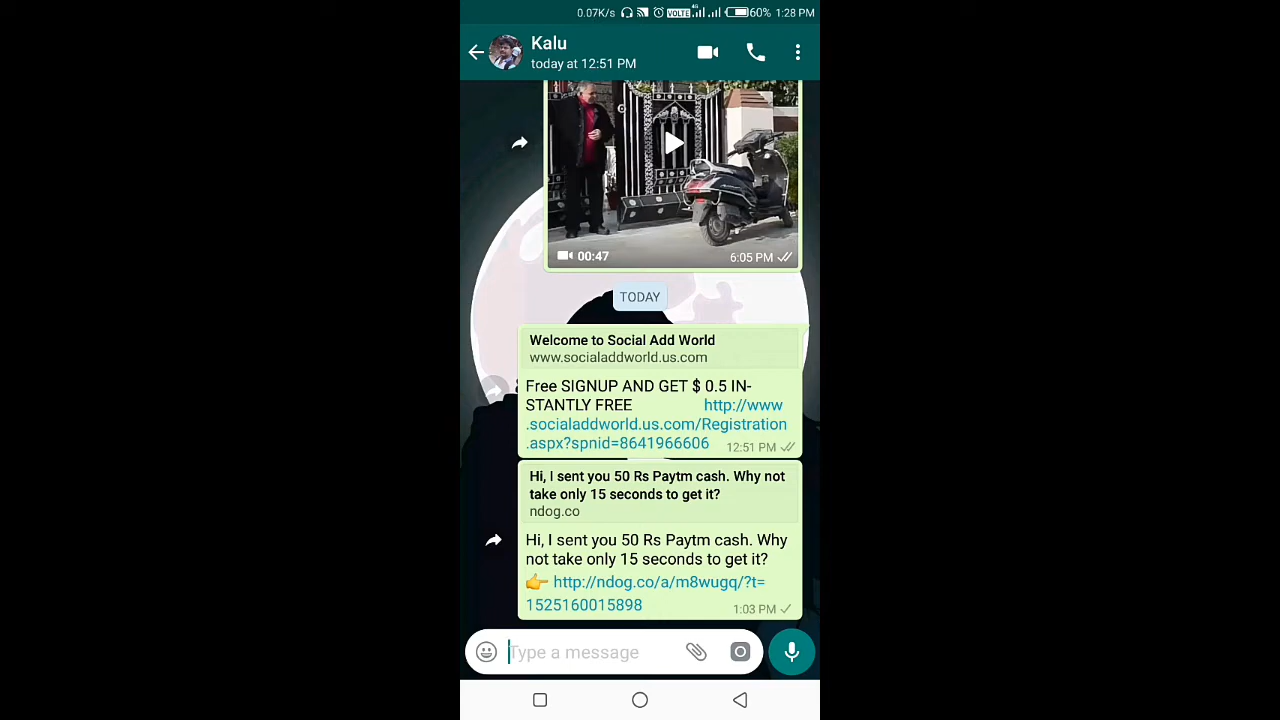 0.07K/s VOLTE 4G 60% 1:28 PM
Kalu
today at 12:51 PM
00:47 6:05 PM
TODAY
Welcome to Social Add World
www.socialaddworld.us.com
Free SIGNUP AND GET $ 0.5 IN-
STANTLY FREE http://www
.socialaddworld.us.com/Registration
.aspx?spnid=8641966606 12:51 PM
Hi, I sent you 50 Rs Paytm cash. Why not
take only 15 seconds to get it?
ndog.co
Hi, I sent you 50 Rs Paytm cash. Why
not take only 15 seconds to get it?
👉 http://ndog.co/a/m8wugq/?t=
1525160015898 1:03 PM
Type a message